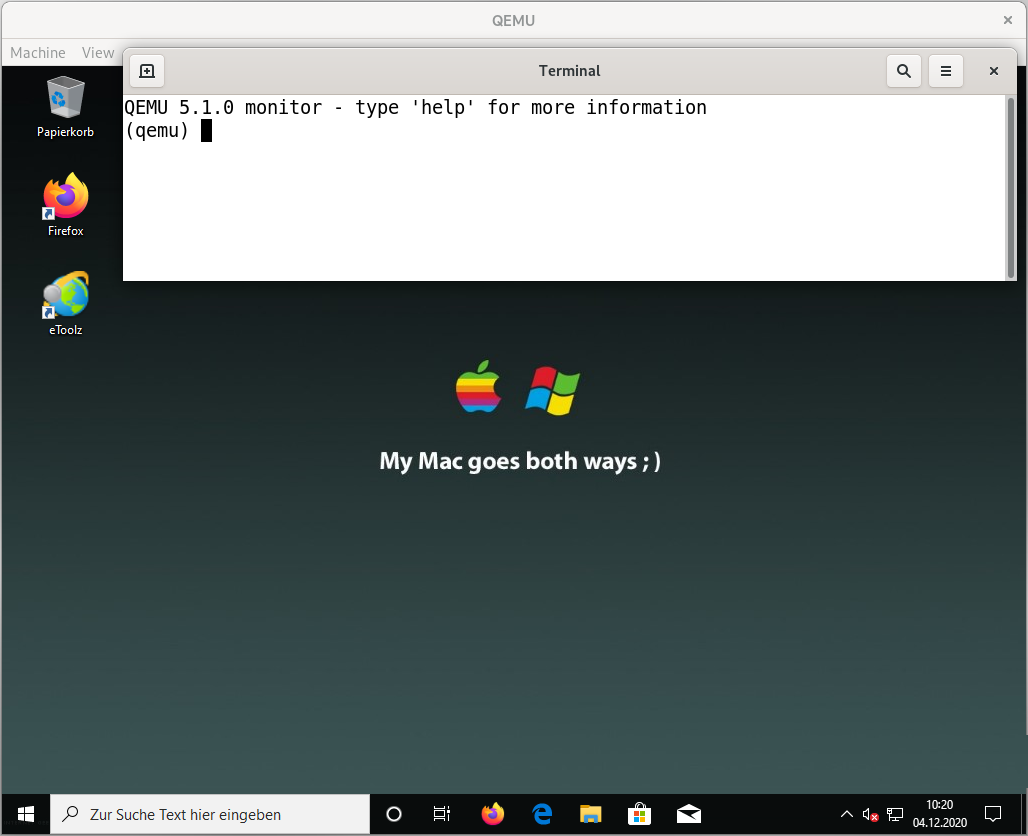 QEMU
Machine View
Terminal
QEMU 5.1.0 monitor - type 'help' for more information
(qemu)
Papierkorb
Firefox
eToolz
My Mac goes both ways ; )
Zur Suche Text hier eingeben
10:20
04.12.2020